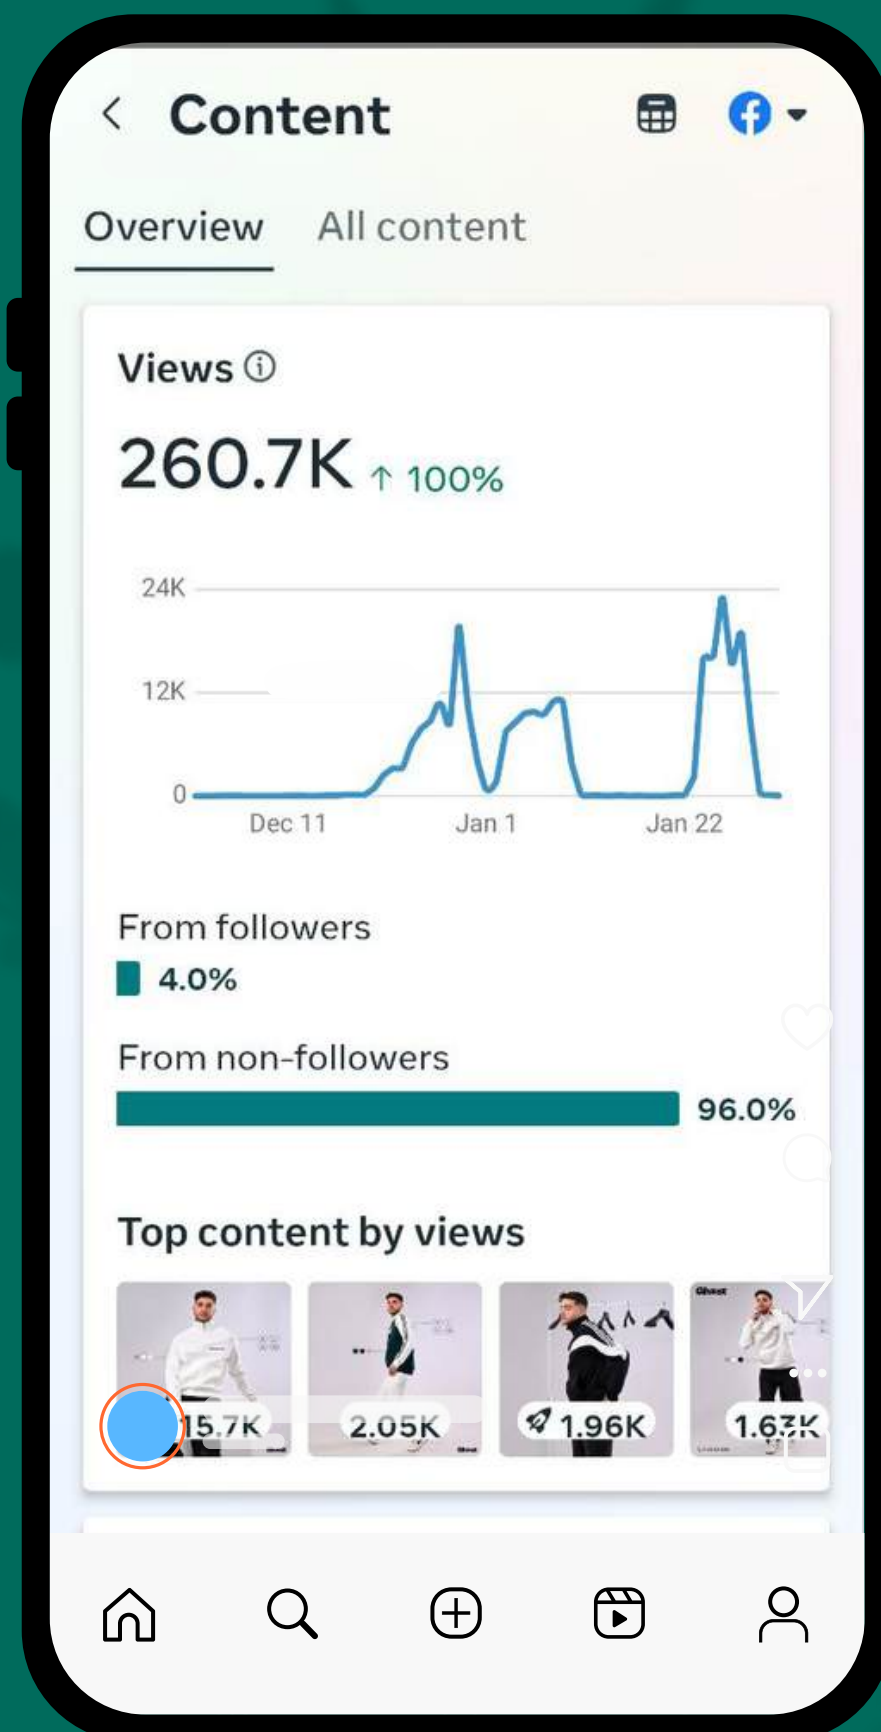 Content
Overview All content
Views
260.7K ↑ 100%
24K
12K
0
Dec 11 Jan 1 Jan 22
From followers
4.0%
From non-followers
96.0%
Top content by views
Ghost
15.7K 2.05K 1.96K 1.63K